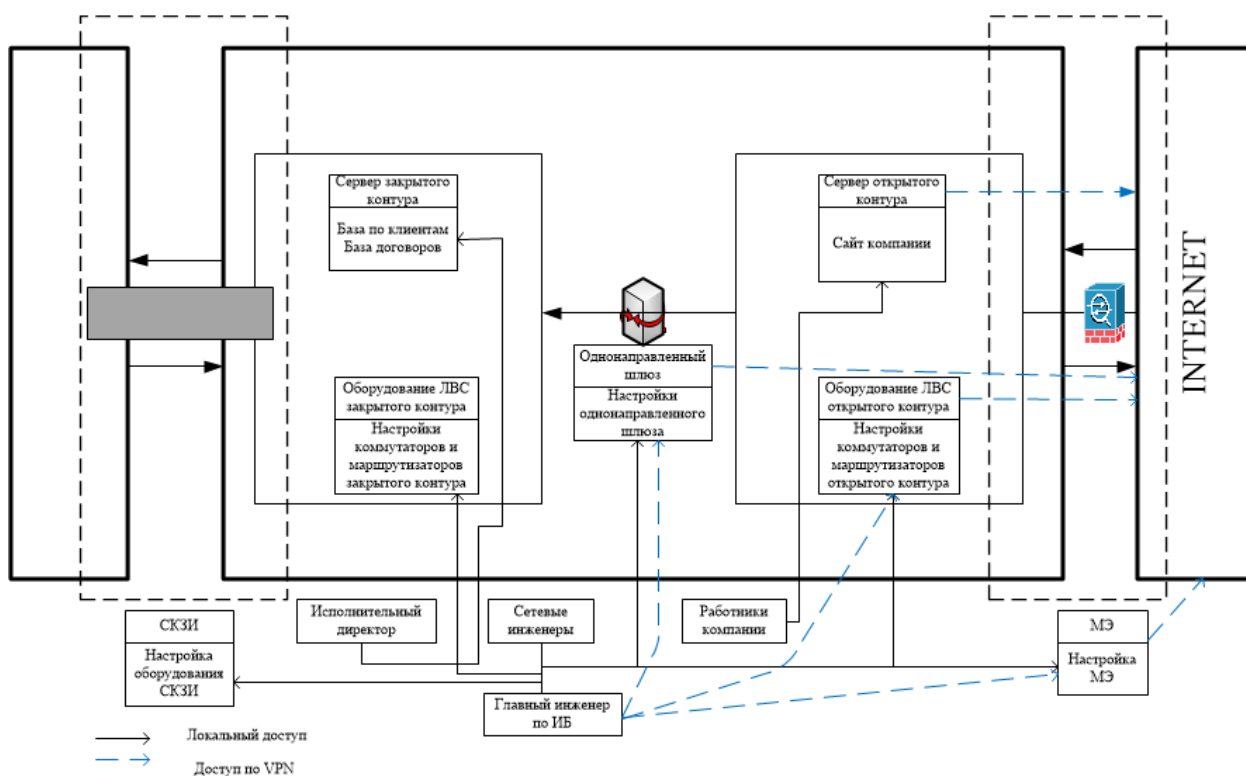 Сервер закрытого
контура
База по клиентам
База договоров
Сервер открытого
контура
Сайт компании
INTERNET
Однонаправленный
шлюз
Настройки
однонаправленного
шлюза
Оборудование ЛВС
закрытого контура
Настройки
коммутаторов и
маршрутизаторов
закрытого контура
Оборудование ЛВС
открытого контура
Настройки
коммутаторов и
маршрутизаторов
открытого контура
СКЗИ
Настройка
оборудования
СКЗИ
Исполнительный
директор
Сетевые
инженеры
Работники
компании
МЭ
Настройка
МЭ
Главный инженер
по ИБ
Локальный доступ
Доступ по VPN